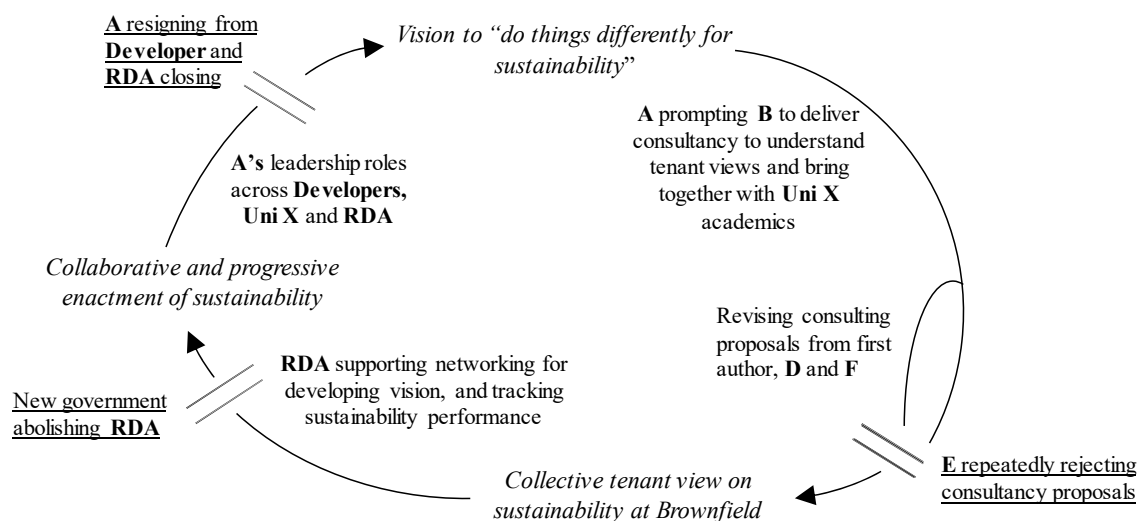 A resigning from
Developer and
RDA closing
Vision to “do things differently for
sustainability”
A prompting B to deliver
consultancy to understand
tenant views and bring
together with Uni X
academics
A's leadership roles
across Developers,
Uni X and RDA
Collaborative and progressive
enactment of sustainability
Revising consulting
proposals from first
author, D and F
RDA supporting networking for
developing vision, and tracking
sustainability performance
New government
abolishing RDA
E repeatedly rejecting
consultancy proposals
Collective tenant view on
sustainability at Brownfield